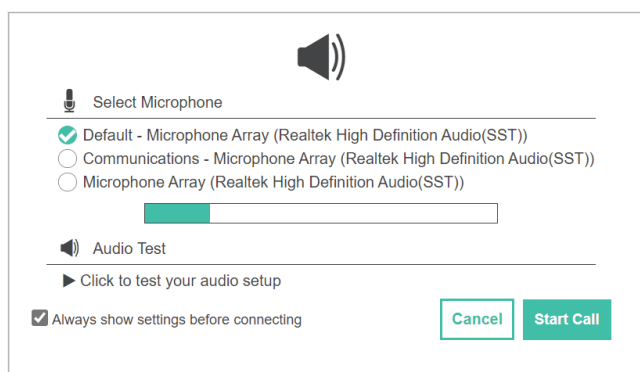 Select Microphone
Default - Microphone Array (Realtek High Definition Audio(SST))
Communications - Microphone Array (Realtek High Definition Audio(SST))
Microphone Array (Realtek High Definition Audio(SST))
Audio Test
Click to test your audio setup
Always show settings before connecting
Cancel
Start Call